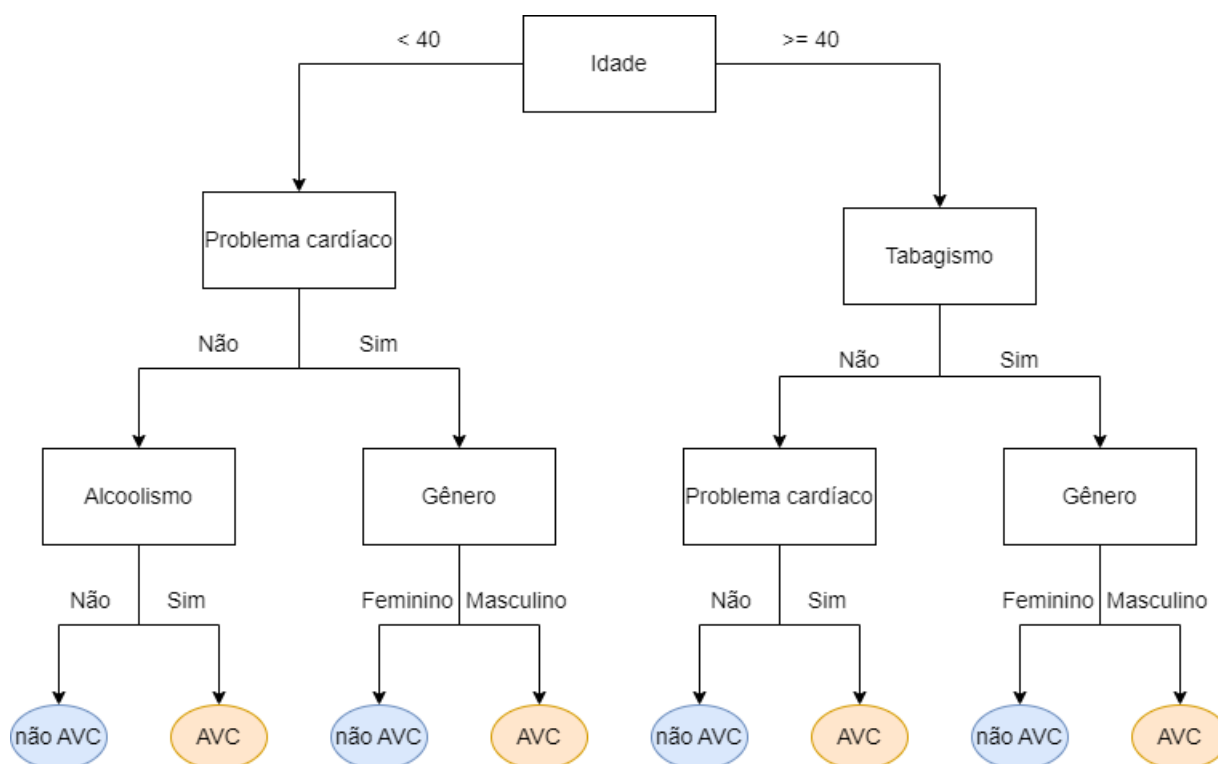 < 40
>= 40
Idade
Problema cardíaco
Tabagismo
Não
Sim
Não
Sim
Alcoolismo
Gênero
Problema cardíaco
Gênero
Não
Sim
Feminino
Masculino
Não
Sim
Feminino
Masculino
não AVC
AVC
não AVC
AVC
não AVC
AVC
não AVC
AVC